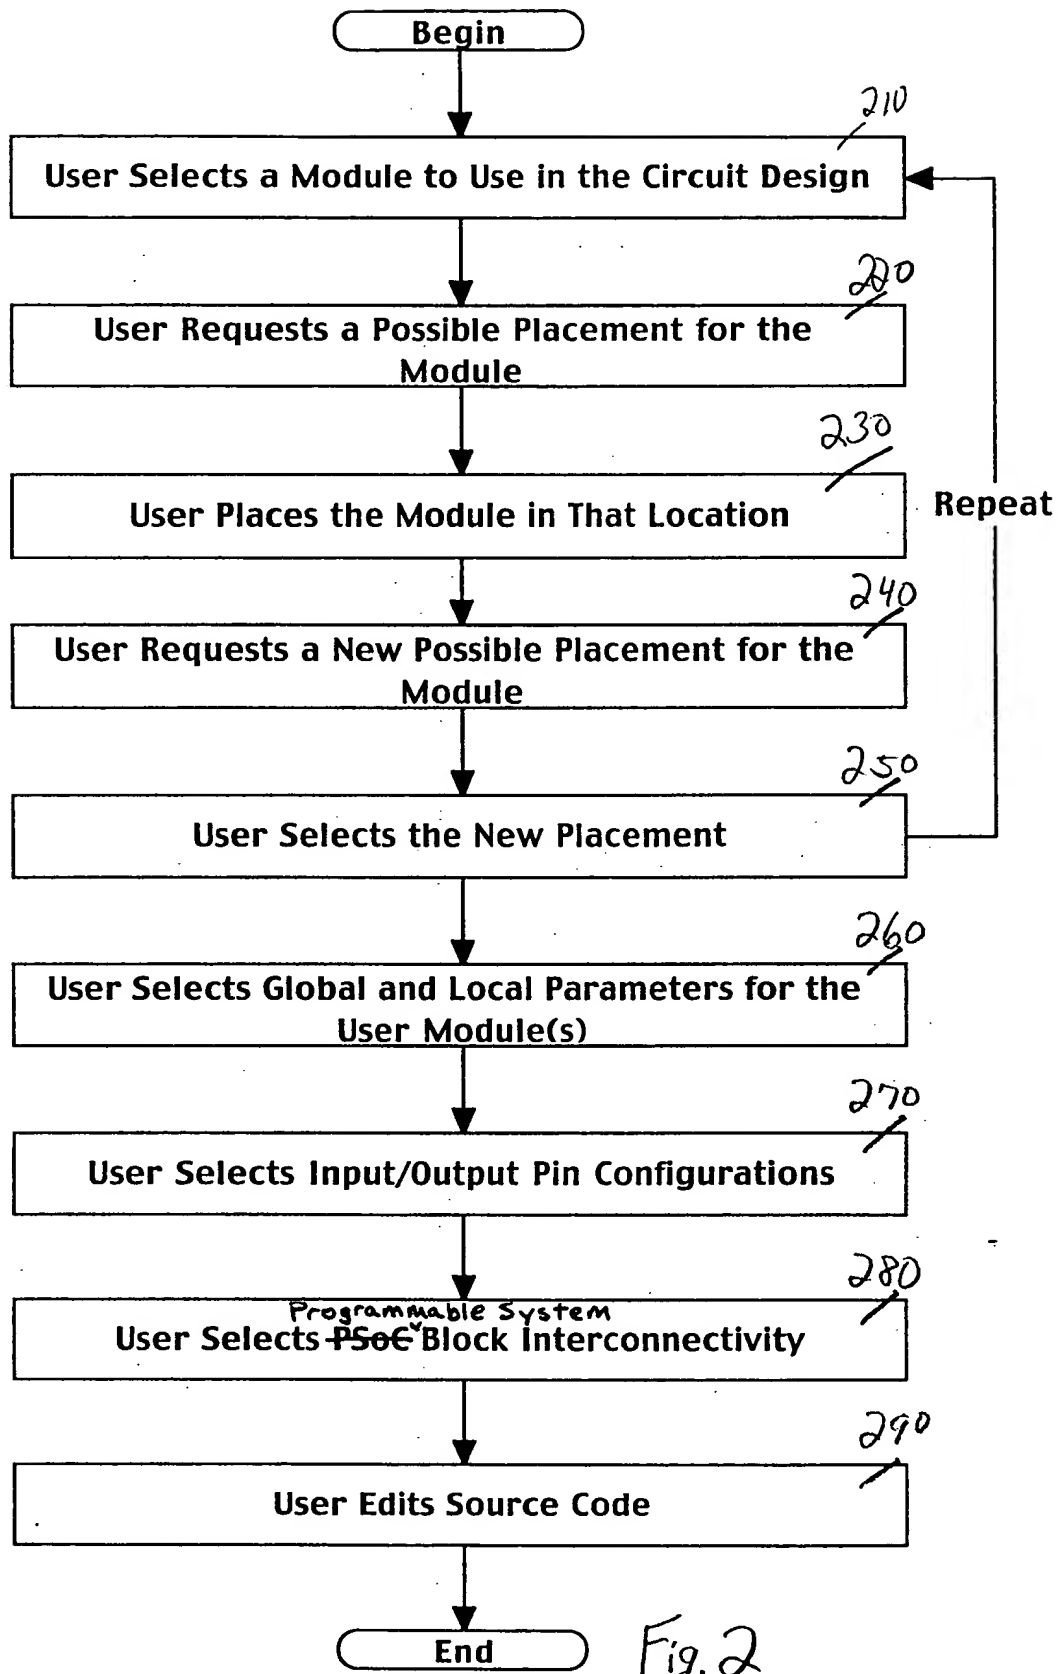 Begin
210
User Selects a Module to Use in the Circuit Design
220
User Requests a Possible Placement for the
Module
230
User Places the Module in That Location
Repeat
240
User Requests a New Possible Placement for the
Module
250
User Selects the New Placement
260
User Selects Global and Local Parameters for the
User Module(s)
270
User Selects Input/Output Pin Configurations
280
Programmable System
User Selects PSoC Block Interconnectivity
290
User Edits Source Code
End
Fig. 2